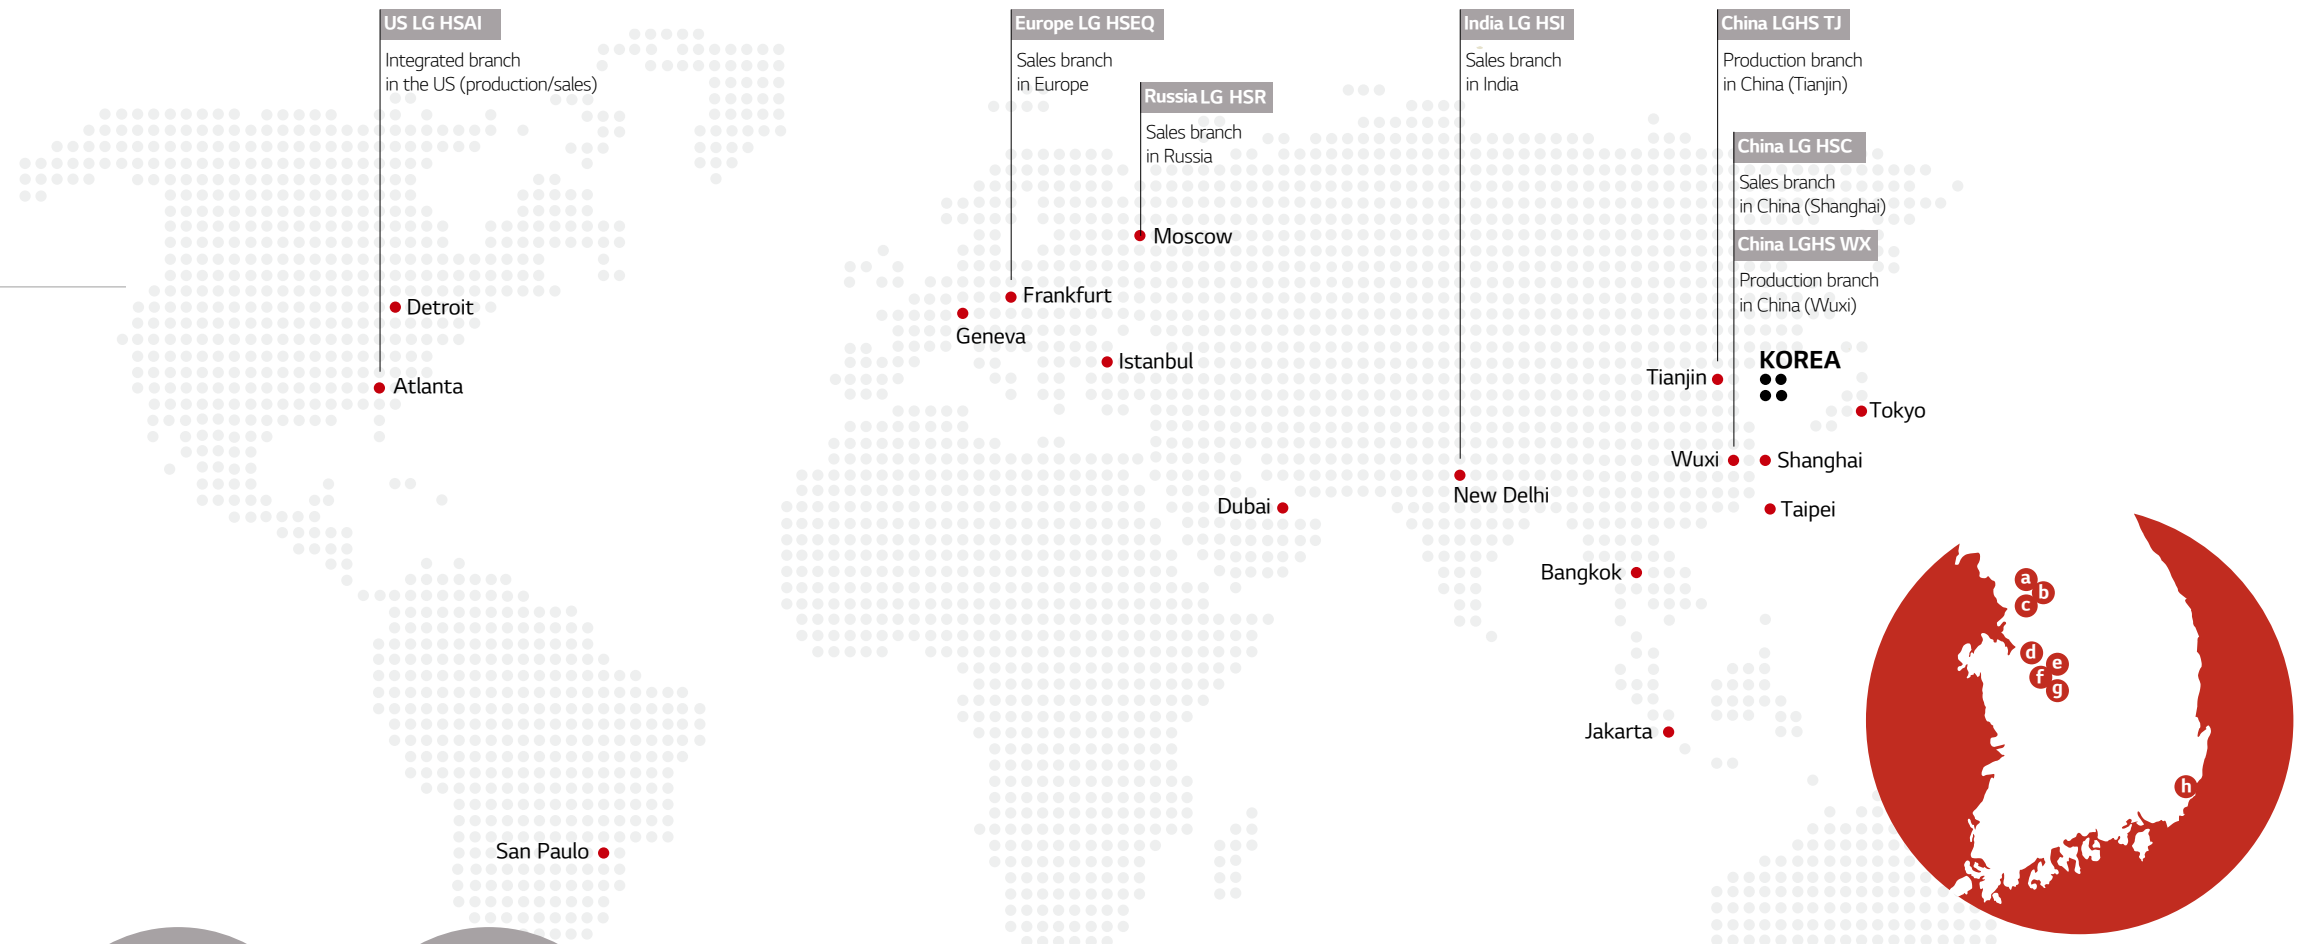 US LG HSAI
Integrated branch
in the US (production/sales)
Europe LG HSEQ
Sales branch
in Europe
Russia LG HSR
Sales branch
in Russia
India LG HSI
Sales branch
in India
China LGHS TJ
Production branch
in China (Tianjin)
China LG HSC
Sales branch
in China (Shanghai)
China LGHS WX
Production branch
in China (Wuxi)
Moscow
Detroit
Frankfurt
Geneva
Istanbul
Atlanta
KOREA
Tianjin
Tokyo
Wuxi
Shanghai
New Delhi
Dubai
Taipei
Bangkok
Jakarta
San Paulo
a
b
c
d
e
f
g
h